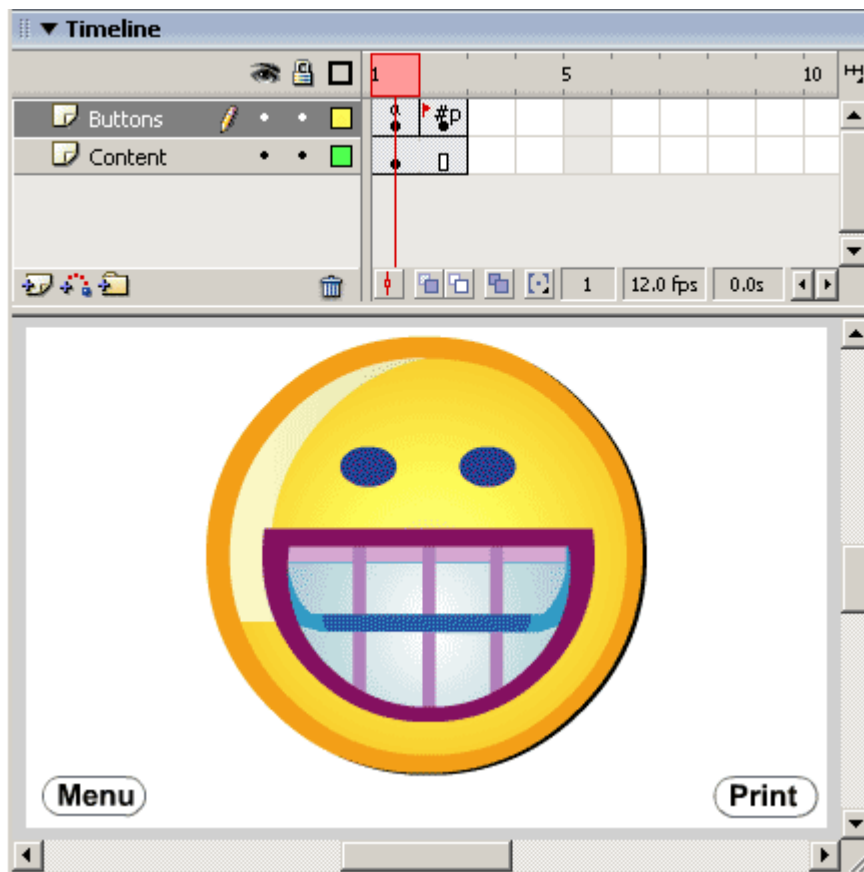 Timeline
1 5 10
Buttons a #p
Content
1 12.0 fps 0.0s
Menu Print